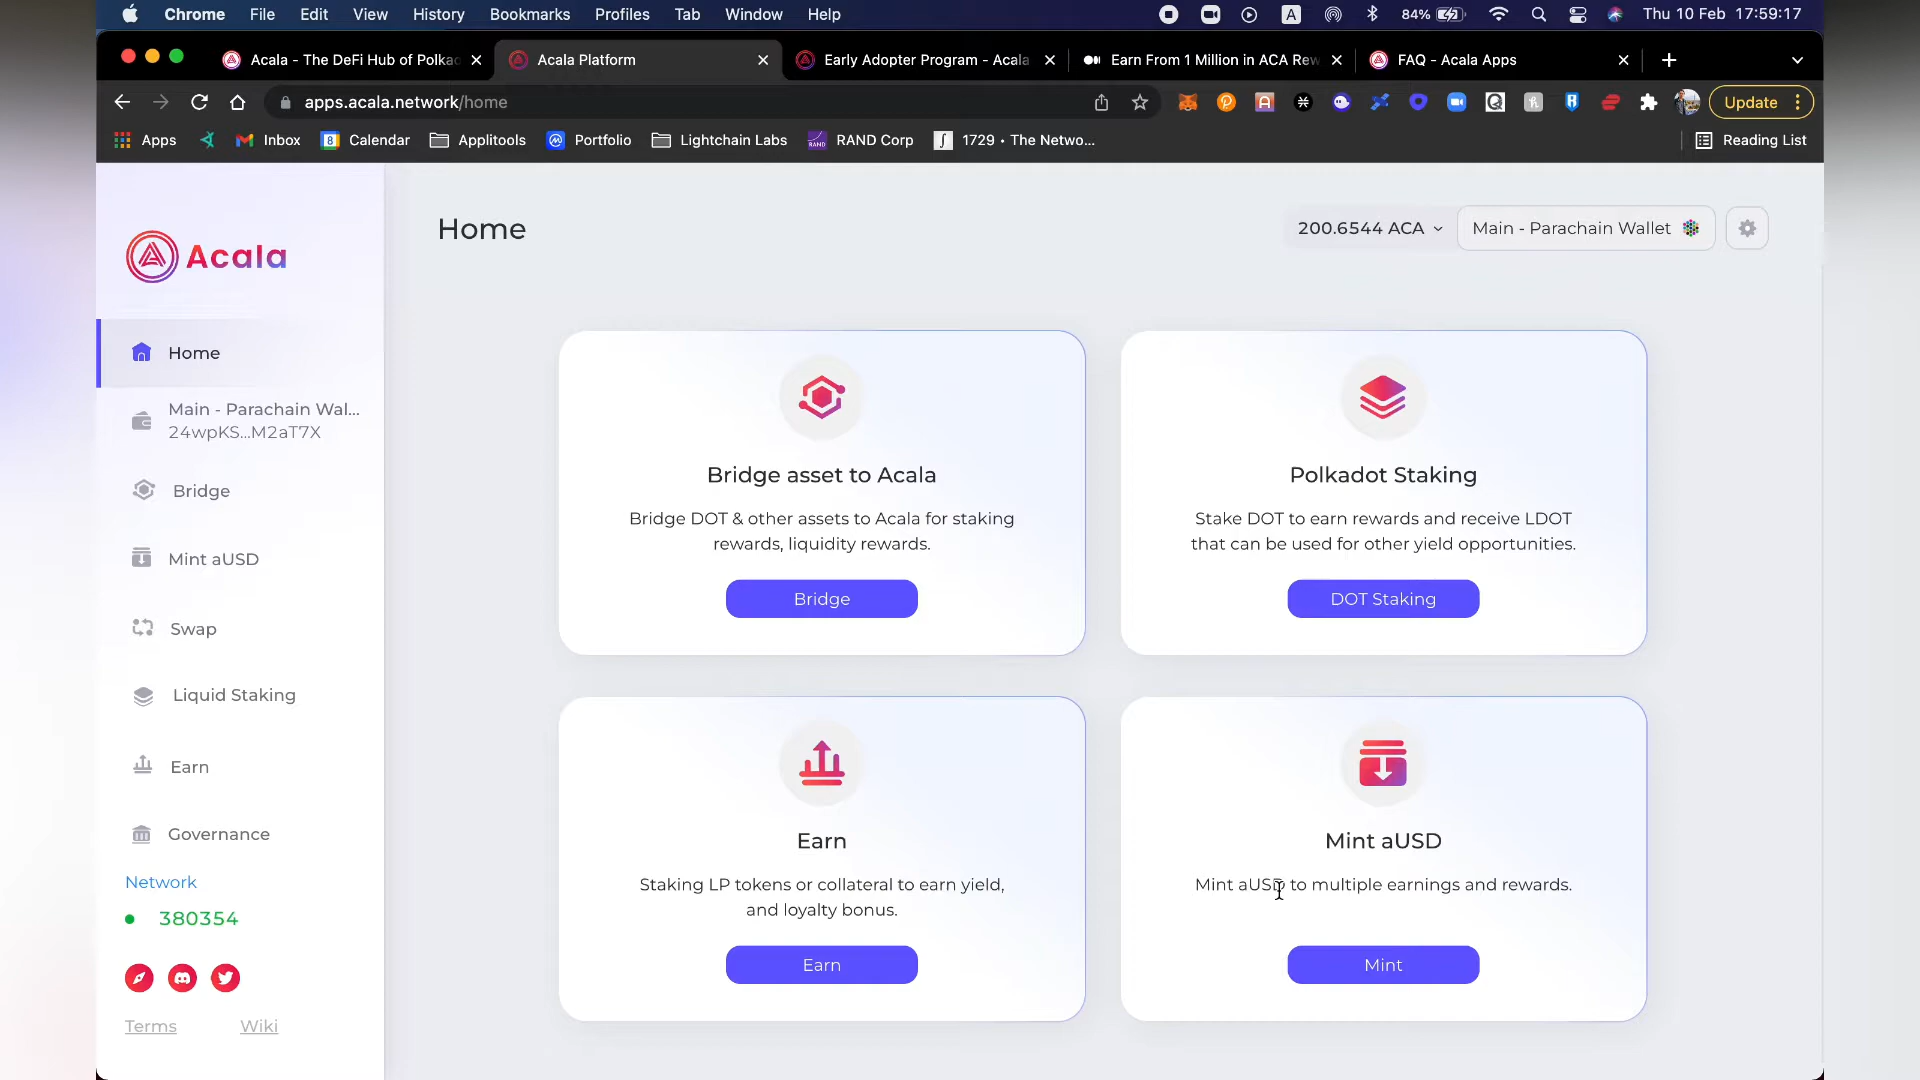 Chrome File Edit View History Bookmarks Profiles Tab Window Help
A 84% Thu 10 Feb 17:59:17
Acala - The DeFi Hub of Polka
Acala Platform
Early Adopter Program - Acala
Earn From 1 Million in ACA Rew
FAQ - Acala Apps
apps.acala.network/home
Update
Apps Inbox Calendar Applitools Portfolio Lightchain Labs RAND Corp 1729 • The Netwo... Reading List
Acala
Home
Main - Parachain Wal...
24wpKS...M2aT7X
Bridge
Mint aUSD
Swap
Liquid Staking
Earn
Governance
Network
380354
Terms Wiki
Home
200.6544 ACA
Main - Parachain Wallet
Bridge asset to Acala
Bridge DOT & other assets to Acala for staking
rewards, liquidity rewards.
Bridge
Polkadot Staking
Stake DOT to earn rewards and receive LDOT
that can be used for other yield opportunities.
DOT Staking
Earn
Staking LP tokens or collateral to earn yield,
and loyalty bonus.
Earn
Mint aUSD
Mint aUSD to multiple earnings and rewards.
Mint